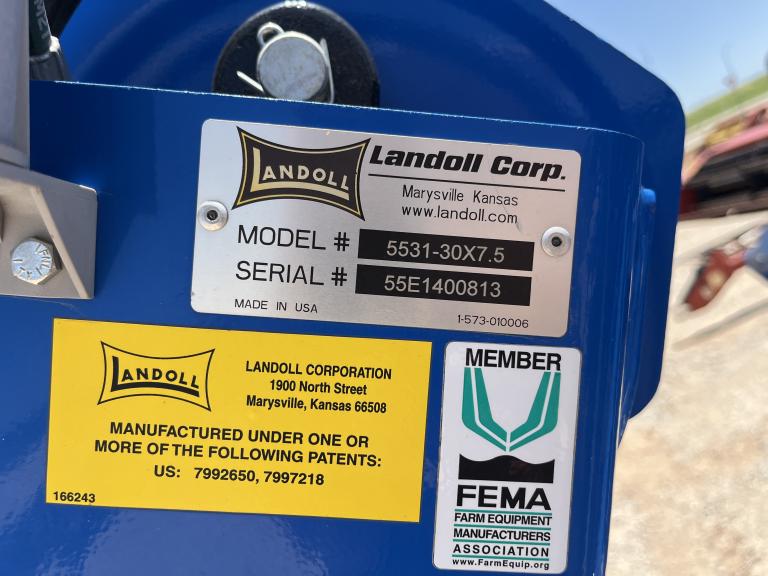 LANDOLL
Landoll Corp.
Marysville Kansas
www.landoll.com
MODEL # 5531-30X7.5
SERIAL # 55E1400813
MADE IN USA
1-573-010006
LANDOLL
LANDOLL CORPORATION
1900 North Street
Marysville, Kansas 66508
MANUFACTURED UNDER ONE OR
MORE OF THE FOLLOWING PATENTS:
US: 7992650, 7997218
166243
MEMBER
FEMA
FARM EQUIPMENT
MANUFACTURERS
ASSOCIATION
www.FarmEquip.org